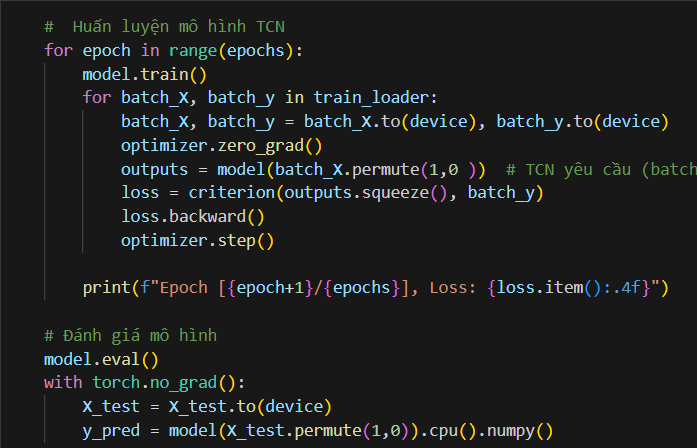 # Huấn luyện mô hình TCN
for epoch in range(epochs):
model.train()
for batch_X, batch_y in train_loader:
batch_X, batch_y = batch_X.to(device), batch_y.to(device)
optimizer.zero_grad()
outputs = model(batch_X.permute(1,0 ))  # TCN yêu cầu (batch
loss = criterion(outputs.squeeze(), batch_y)
loss.backward()
optimizer.step()
print(f"Epoch [{epoch+1}/{epochs}], Loss: {loss.item():.4f}")
# Đánh giá mô hình
model.eval()
with torch.no_grad():
X_test = X_test.to(device)
y_pred = model(X_test.permute(1,0)).cpu().numpy()